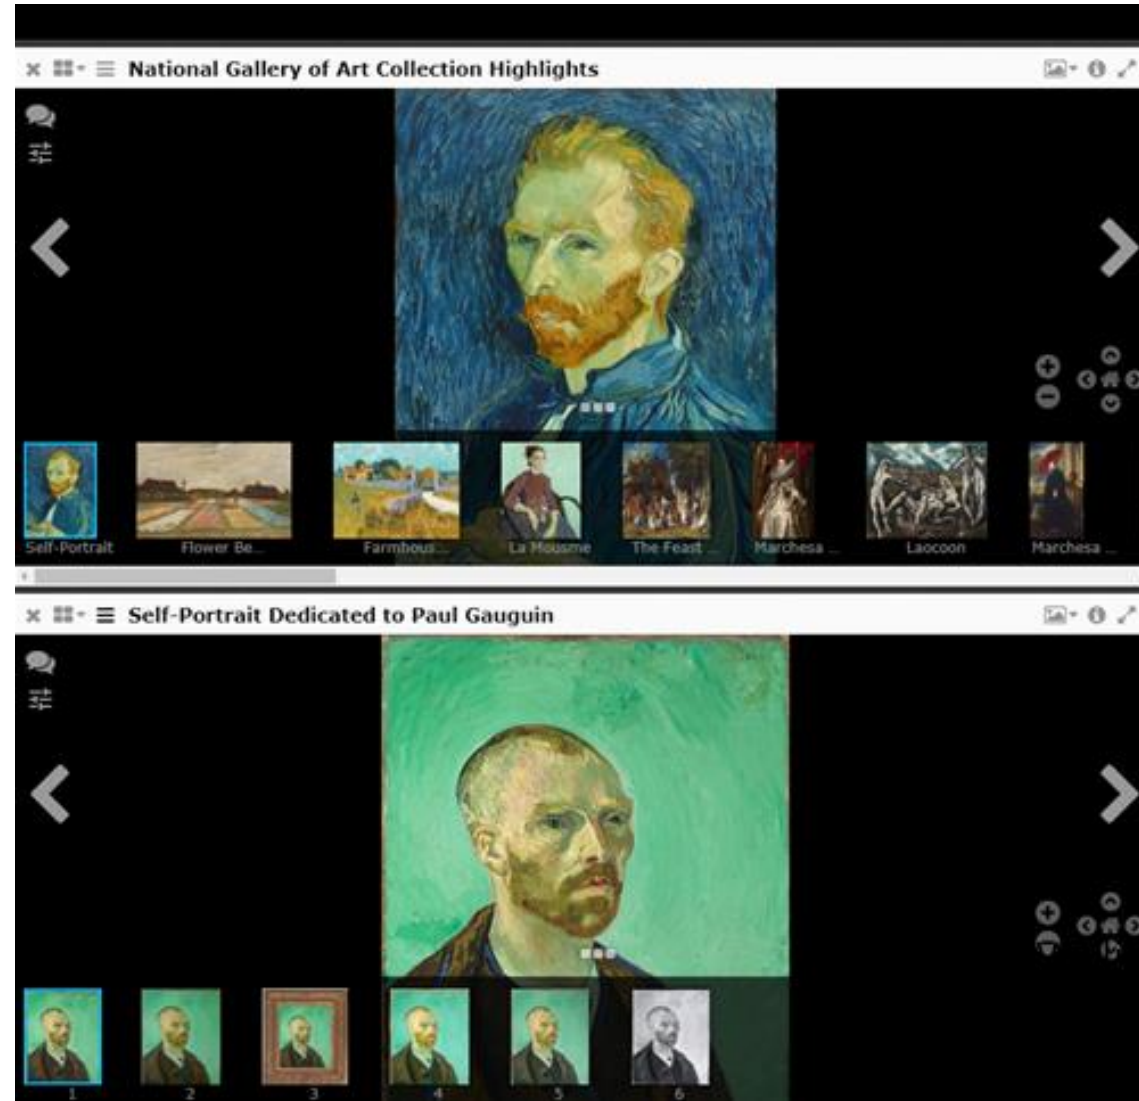 National Gallery of Art Collection Highlights
Self-Portrait
Flower Be...
Farmhous...
La Mousme
The Feast ...
Marchesa ...
Laocoon
Marchesa ...
Self-Portrait Dedicated to Paul Gauguin
1
2
3
4
5
6